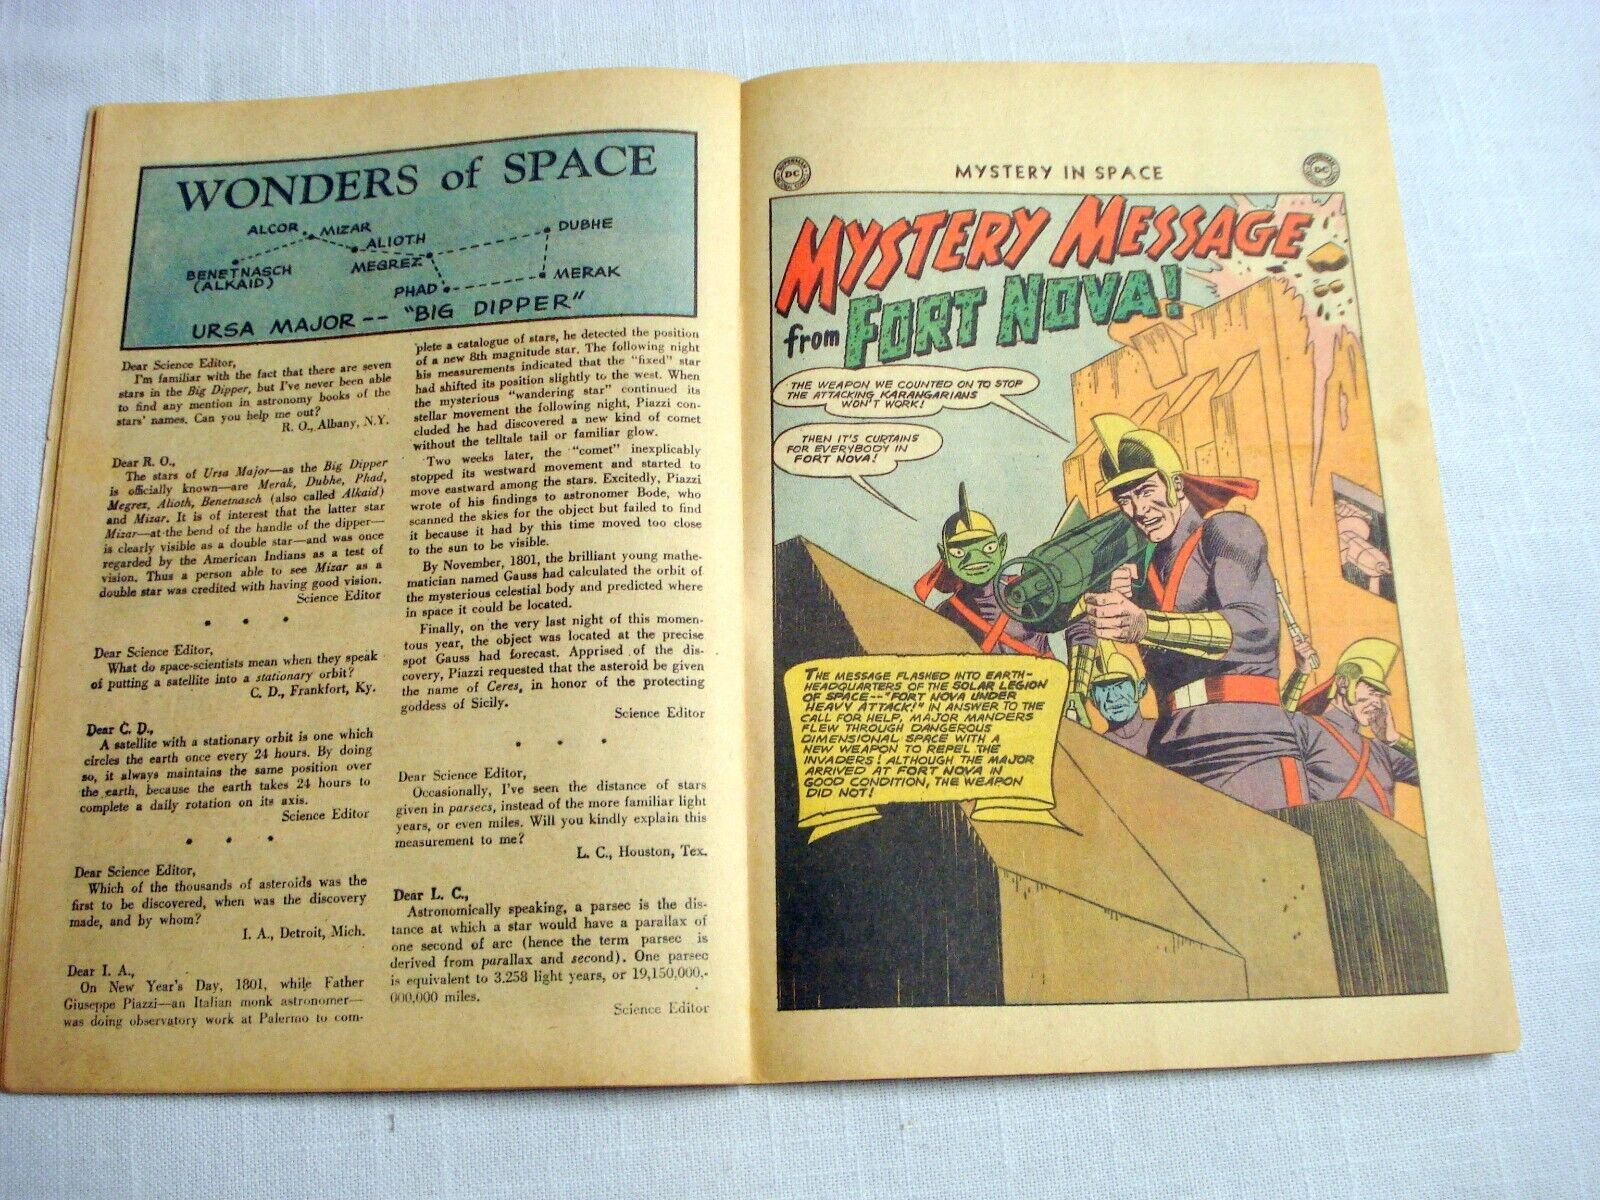 WONDERS of SPACE
ALCOR
MIZAR
ALIOTH
DUBHE
BENETNASCH
(ALKAID)
MEGREZ
MERAK
PHAD
URSA MAJOR -- "BIG DIPPER"
Dear Science Editor,
I'm familiar with the fact that there are seven
stars in the Big Dipper, but I've never been able
to find any mention in astronomy books of the
stars' names. Can you help me out?
R. O., Albany, N.Y.
Dear R. O.,
The stars of Ursa Major—as the Big Dipper
is officially known—are Merak, Dubhe, Phad,
Megrez, Alioth, Benetnasch (also called Alkaid)
and Mizar. It is of interest that the latter star
Mizar—at the bend of the handle of the dipper—
is clearly visible as a double star—and was once
regarded by the American Indians as a test of
vision. Thus a person able to see Mizar as a
double star was credited with having good vision.
Science Editor
• • •
Dear Science Editor,
What do space-scientists mean when they speak
of putting a satellite into a stationary orbit?
C. D., Frankfort, Ky.
Dear C. D.,
A satellite with a stationary orbit is one which
circles the earth once every 24 hours. By doing
so, it always maintains the same position over
the earth, because the earth takes 24 hours to
complete a daily rotation on its axis.
Science Editor
• • •
Dear Science Editor,
Which of the thousands of asteroids was the
first to be discovered, when was the discovery
made, and by whom?
I. A., Detroit, Mich.
Dear I. A.,
On New Year's Day, 1801, while Father
Giuseppe Piazzi—an Italian monk astronomer—
was doing observatory work at Palermo to com-
plete a catalogue of stars, he detected the position
of a new 8th magnitude star. The following night
his measurements indicated that the "fixed" star
had shifted its position slightly to the west. When
the mysterious "wandering star" continued its
stellar movement the following night, Piazzi con-
cluded he had discovered a new kind of comet
without the telltale tail or familiar glow.
Two weeks later, the "comet" inexplicably
stopped its westward movement and started to
move eastward among the stars. Excitedly, Piazzi
wrote of his findings to astronomer Bode, who
scanned the skies for the object but failed to find
it because it had by this time moved too close
to the sun to be visible.
By November, 1801, the brilliant young mathe-
matician named Gauss had calculated the orbit of
the mysterious celestial body and predicted where
in space it could be located.
Finally, on the very last night of this momen-
tous year, the object was located at the precise
spot Gauss had forecast. Apprised of the dis-
covery, Piazzi requested that the asteroid be given
the name of Ceres, in honor of the protecting
goddess of Sicily.
Science Editor
• • •
Dear Science Editor,
Occasionally, I've seen the distance of stars
given in parsecs, instead of the more familiar light
years, or even miles. Will you kindly explain this
measurement to me?
L. C., Houston, Tex.
Dear L. C.,
Astronomically speaking, a parsec is the dis-
tance at which a star would have a parallax of
one second of arc (hence the term parsec is
derived from parallax and second). One parsec
is equivalent to 3.258 light years, or 19,150,000,-
000,000 miles.
Science Editor
DC
MYSTERY IN SPACE
DC
MYSTERY MESSAGE
from FORT NOVA!
THE WEAPON WE COUNTED ON TO STOP
THE ATTACKING KARANGARIANS
WON'T WORK!
THEN IT'S CURTAINS
FOR EVERYBODY IN
FORT NOVA!
THE MESSAGE FLASHED INTO EARTH-
HEADQUARTERS OF THE SOLAR LEGION
OF SPACE--"FORT NOVA UNDER
HEAVY ATTACK!" IN ANSWER TO THE
CALL FOR HELP, MAJOR MANDERS
FLEW THROUGH DANGEROUS
DIMENSIONAL SPACE WITH A
NEW WEAPON TO REPEL THE
INVADERS! ALTHOUGH THE MAJOR
ARRIVED AT FORT NOVA IN
GOOD CONDITION, THE WEAPON
DID NOT!